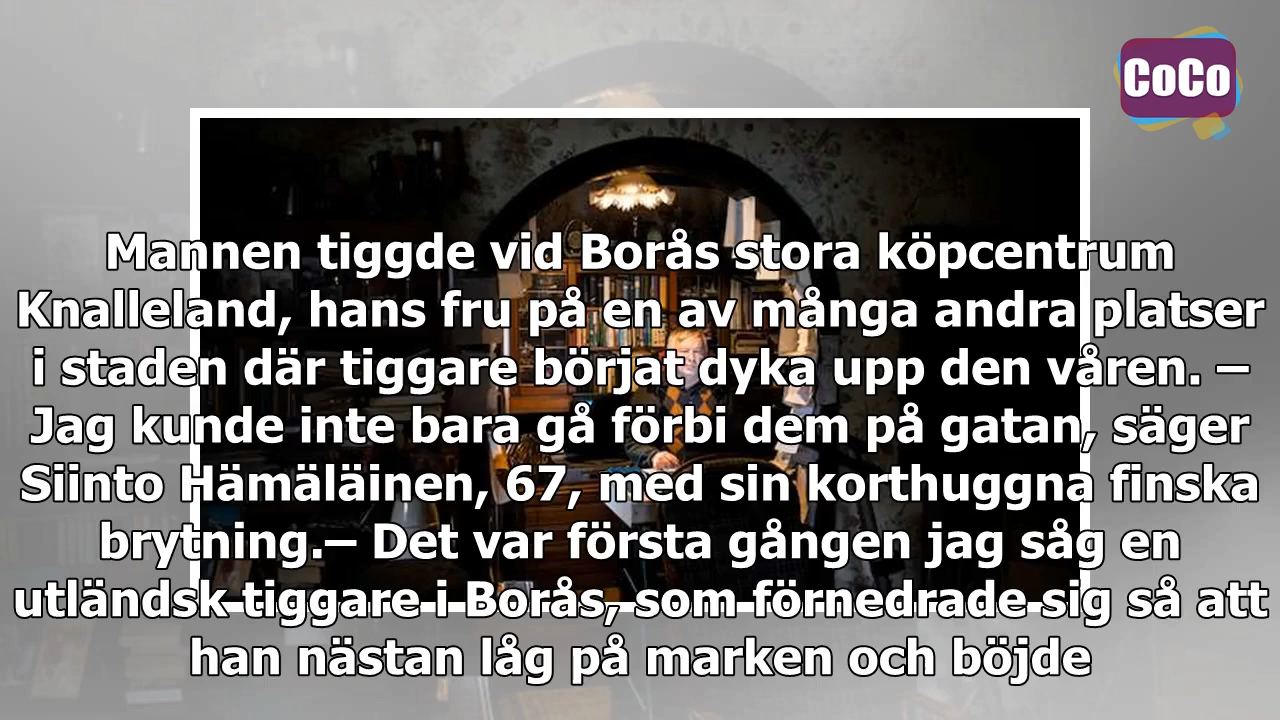 CoCo
Mannen tiggde vid Borås stora köpcentrum
Knalleland, hans fru på en av många andra platser
i staden där tiggare börjat dyka upp den våren. –
Jag kunde inte bara gå förbi dem på gatan, säger
Siinto Hämäläinen, 67, med sin korthuggna finska
brytning.– Det var första gången jag såg en
utländsk tiggare i Borås, som förnedrade sig så att
han nästan låg på marken och böjde